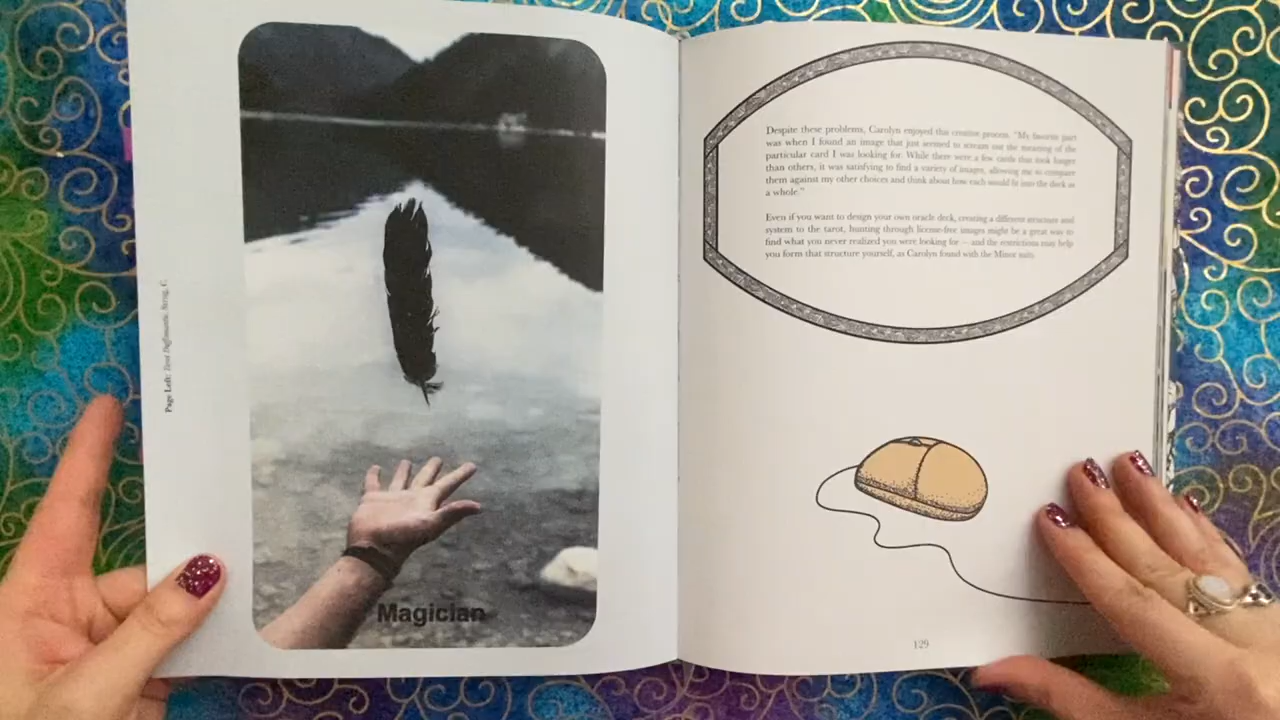 Page Left: Tarot Deftomatic. Strog, C.
Magician
Despite these problems, Carolyn enjoyed this creative process. "My favorite part
was when I found an image that just seemed to scream out the meaning of the
particular card I was looking for. While there were a few cards that took longer
than others, it was satisfying to find a variety of images, allowing me to compare
them against my other choices and think about how each would fit into the deck as
a whole."
Even if you want to design your own oracle deck, creating a different structure and
system to the tarot, hunting through license-free images might be a great way to
find what you never realized you were looking for – and the restrictions may help
you form that structure yourself, as Carolyn found with the Minor suits.
129